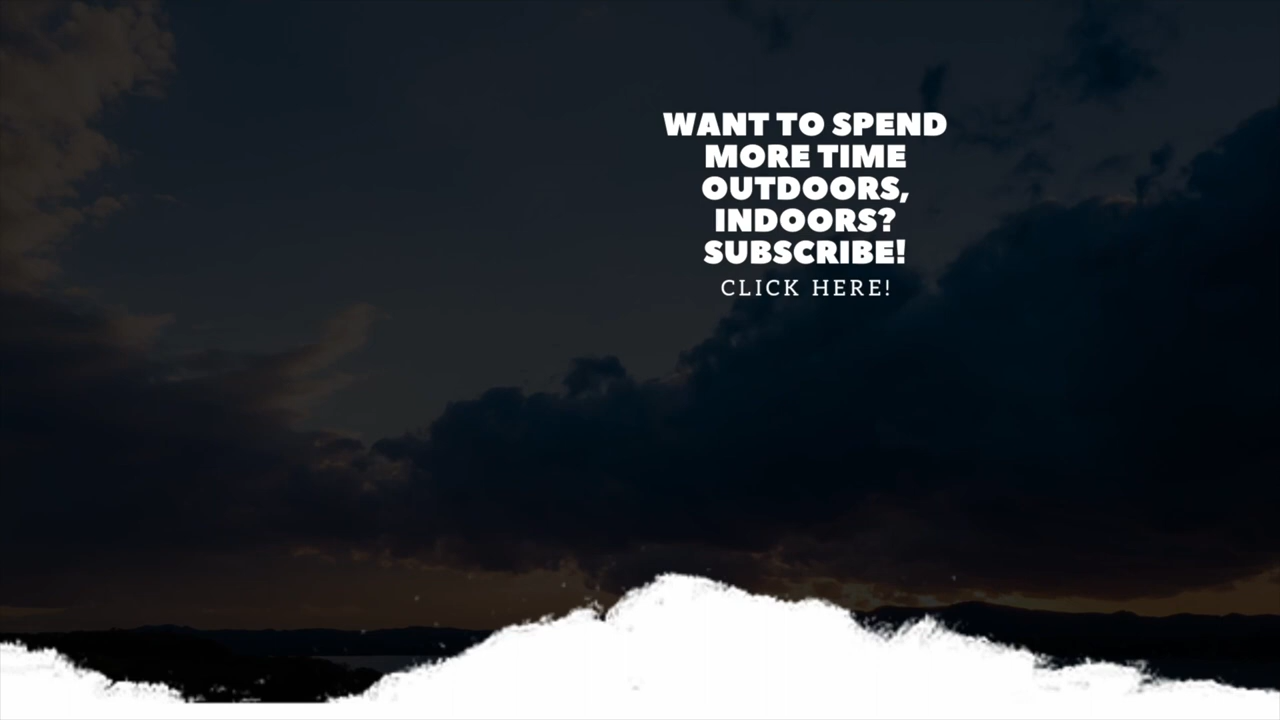 WANT TO SPEND
MORE TIME
OUTDOORS,
INDOORS?
SUBSCRIBE!
CLICK HERE!